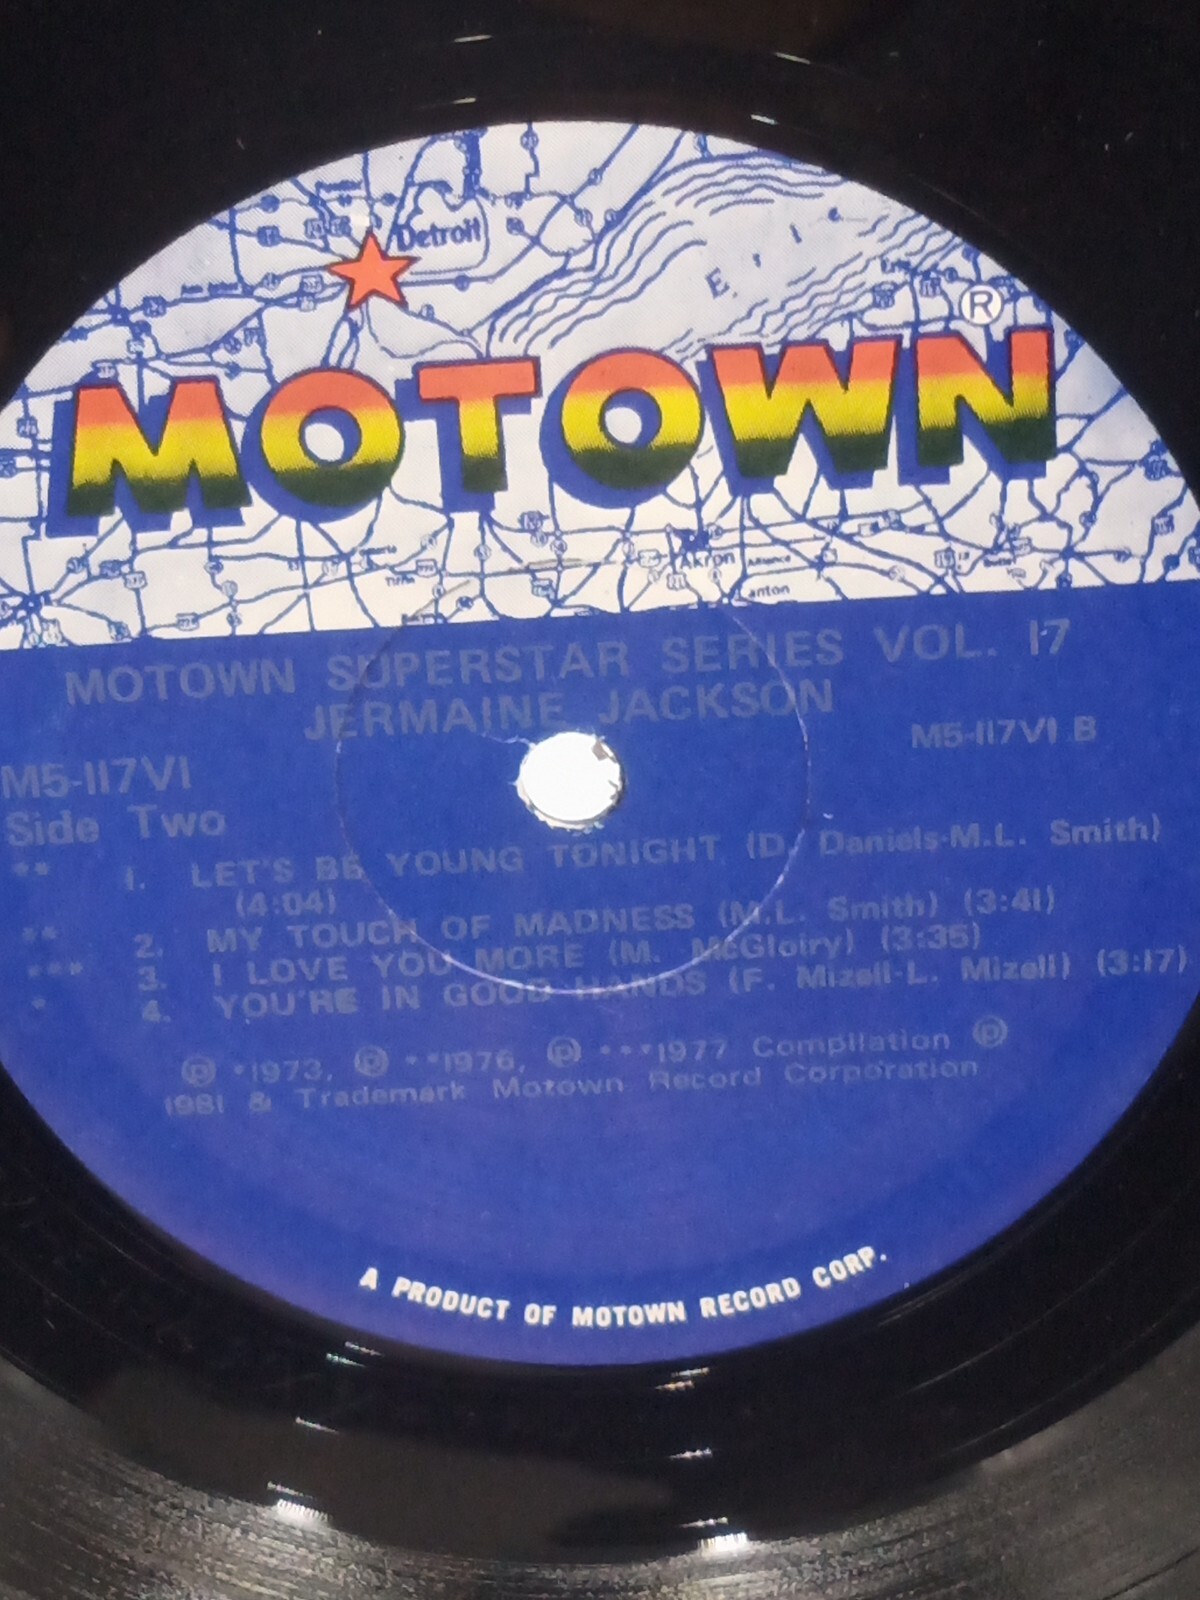 Detroit
E r i e
Erie
®
MOTOWN
Akron
Alliance
anton
MOTOWN SUPERSTAR SERIES VOL. 17
JERMAINE JACKSON
M5-117V1 B
M5-117V1
Side Two
** 1. LET'S BE YOUNG TONIGHT (D. Daniels-M.L. Smith)
(4:04)
** 2. MY TOUCH OF MADNESS (M.L. Smith) (3:41)
*** 3. I LOVE YOU MORE (M. McGloiry) (3:35)
* 4. YOU'RE IN GOOD HANDS (F. Mizell-L. Mizell) (3:17)
℗ *1973, ℗ **1976, ℗ ***1977 Compilation ℗
1981 & Trademark Motown Record Corporation
A PRODUCT OF MOTOWN RECORD CORP.